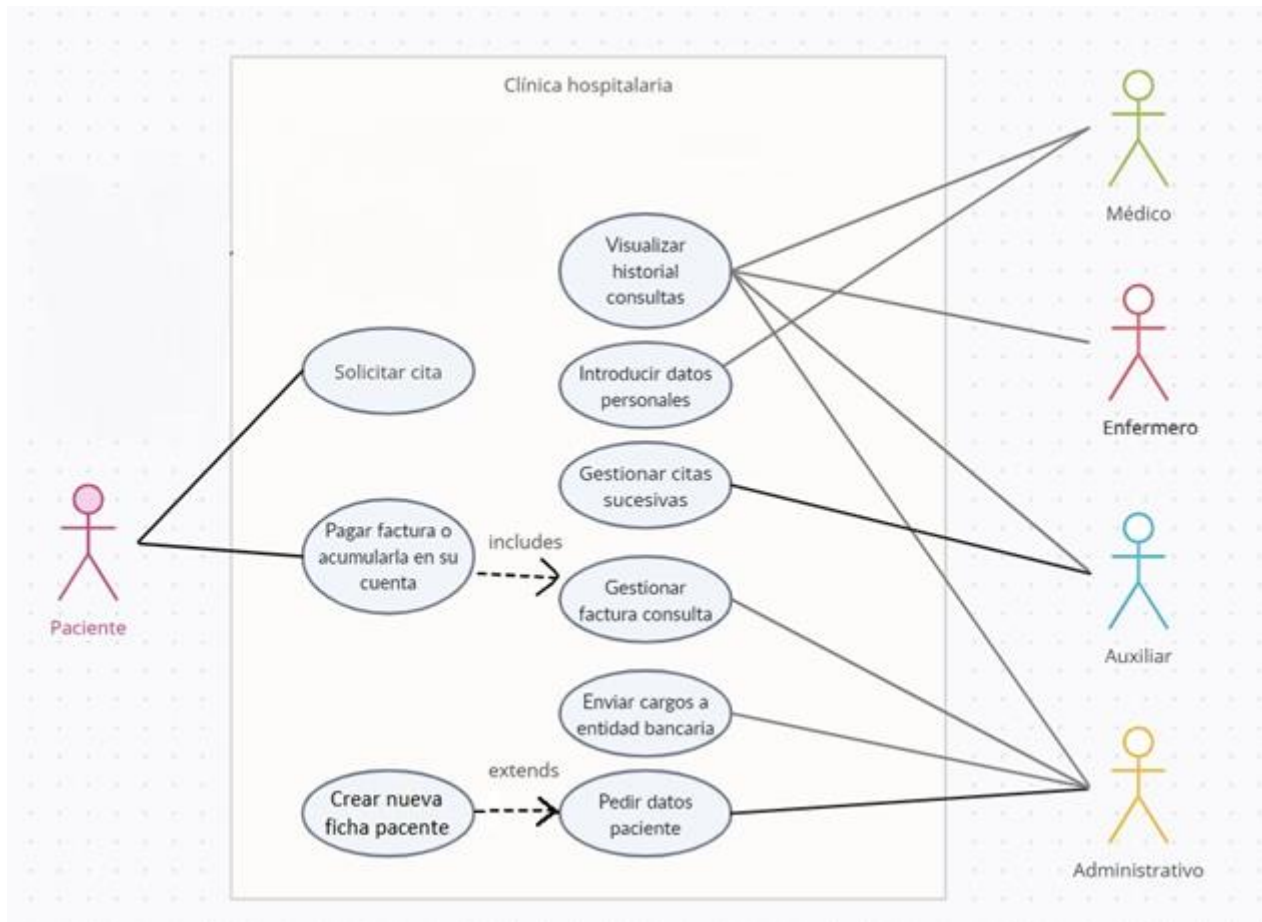 Clínica hospitalaria
Médico
Visualizar
historial
consultas
Solicitar cita
Introducir datos
personales
Enfermero
Gestionar citas
sucesivas
Pagar factura o
acumularla en su
cuenta
includes
Gestionar
factura consulta
Paciente
Auxiliar
Enviar cargos a
entidad bancaria
extends
Crear nueva
ficha pacente
Pedir datos
paciente
Administrativo